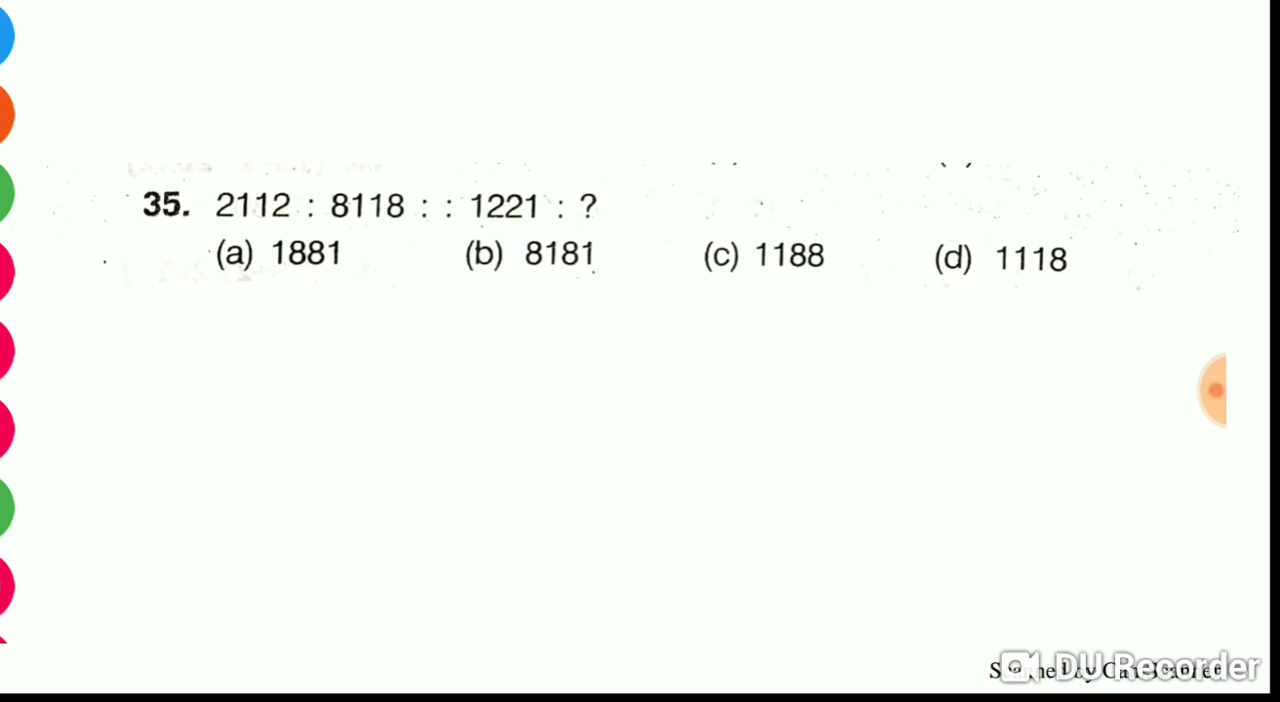 35. 2112 : 8118 : : 1221 : ?
(a) 1881 (b) 8181 (c) 1188 (d) 1118
DU Recorder